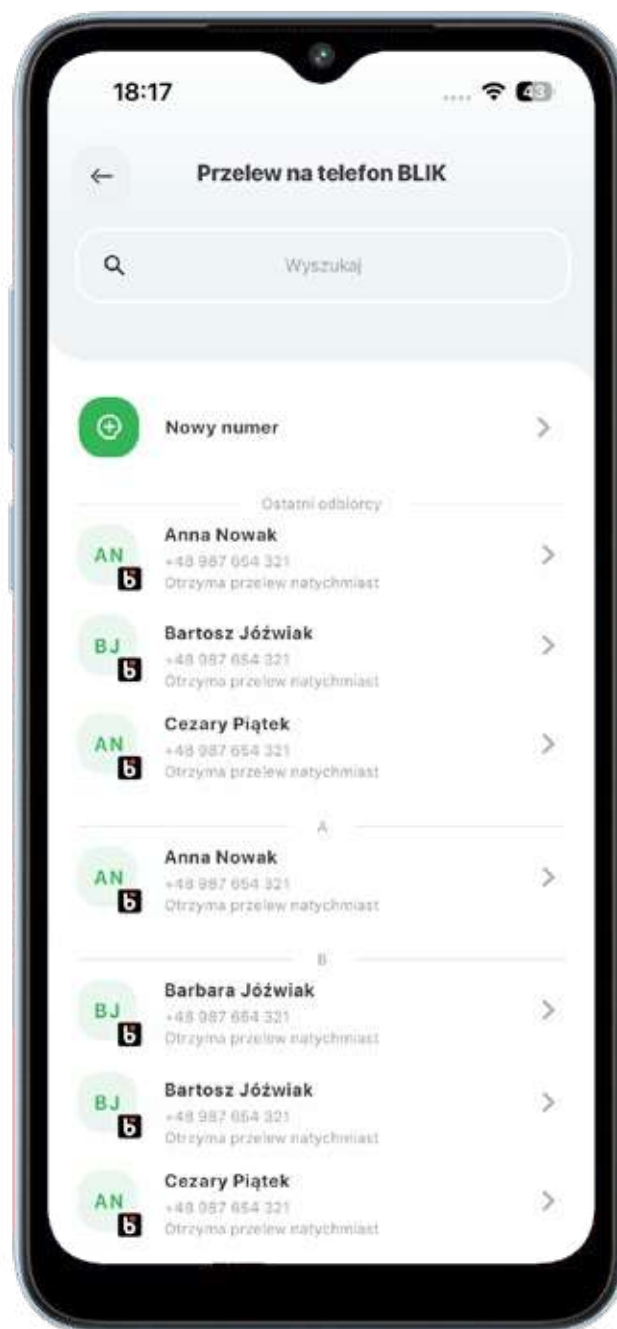 18:17
43
Przelew na telefon BLIK
Wyszukaj
Nowy numer
Ostatni odbiorcy
Anna Nowak
AN
+48 987 654 321
Otrzyma przelew natychmiast
Bartosz Jóźwiak
BJ
+48 987 654 321
Otrzyma przelew natychmiast
Cezary Piątek
AN
+48 987 654 321
Otrzyma przelew natychmiast
A
Anna Nowak
AN
+48 987 654 321
Otrzyma przelew natychmiast
B
Barbara Jóźwiak
BJ
+48 987 654 321
Otrzyma przelew natychmiast
Bartosz Jóźwiak
BJ
+48 987 654 321
Otrzyma przelew natychmiast
Cezary Piątek
AN
+48 987 654 321
Otrzyma przelew natychmiast